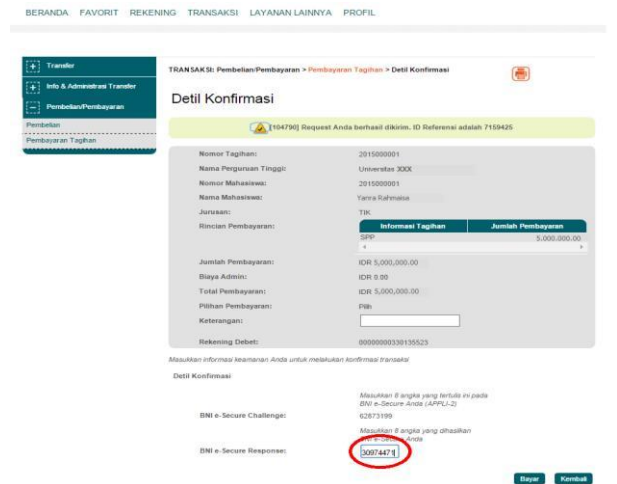 BERANDA FAVORIT REKENING TRANSAKSI LAYANAN LAINNYA PROFIL
Transfer
Info & Administrasi Transfer
Pembelian/Pembayaran
Pembelian
Pembayaran Tagihan
TRANSAKSI: Pembelian/Pembayaran > Pembayaran Tagihan > Detil Konfirmasi
Detil Konfirmasi
[104790] Request Anda berhasil dikirim. ID Referensi adalah 7159425
Nomor Tagihan: 2015000001
Nama Perguruan Tinggi: Universitas XXX
Nomor Mahasiswa: 2015000001
Nama Mahasiswa: Yanra Rahmaisa
Jurusan: TIK
Rincian Pembayaran: Informasi Tagihan Jumlah Pembayaran
SPP 5.000.000.00
Jumlah Pembayaran: IDR 5,000,000.00
Biaya Admin: IDR 0.00
Total Pembayaran: IDR 5,000,000.00
Pilihan Pembayaran: Pilih
Keterangan:
Rekening Debet: 00000000330135525
Masukkan informasi keamanan Anda untuk melakukan konfirmasi transaksi
Detil Konfirmasi
Masukkan 8 angka yang tertulis ini pada
BNI e-Secure Anda (APPLI-2)
BNI e-Secure Challenge: 62873199
Masukkan 8 angka yang dihasilkan
BNI e-Secure Anda
BNI e-Secure Response: 30974471
Bayar Kembali